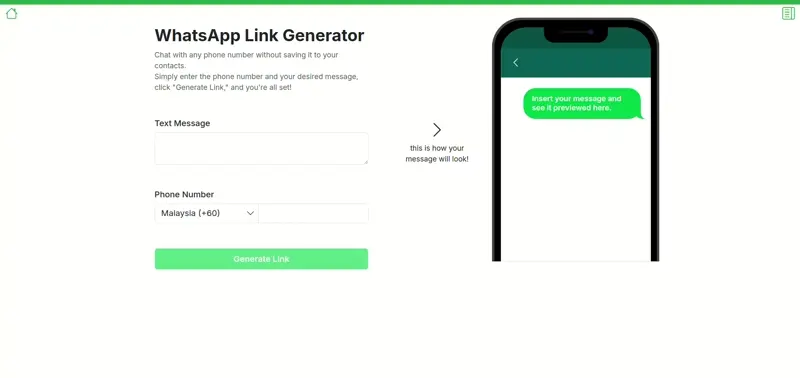 WhatsApp Link Generator
Chat with any phone number without saving it to your
contacts.
Simply enter the phone number and your desired message,
click "Generate Link," and you're all set!
Text Message
Phone Number
Malaysia (+60)
Generate Link
this is how your
message will look!
Insert your message and
see it previewed here.